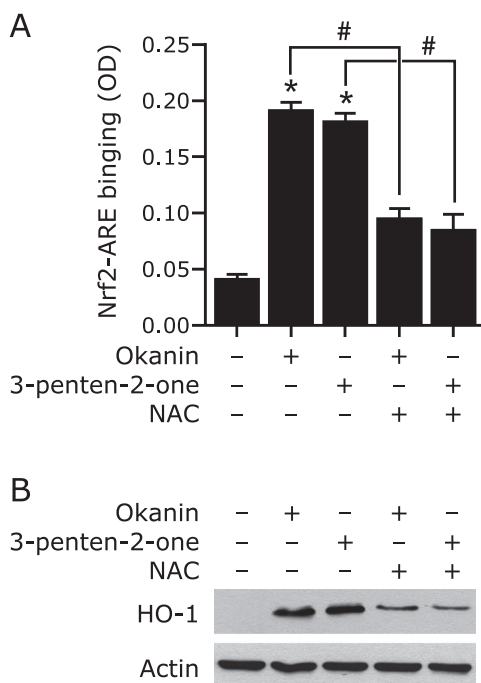 A
Nrf2-ARE binging (OD)
0.25
0.20
0.15
0.10
0.05
0.00
# #
* *
Okanin – + – + –
3-penten-2-one – – + – +
NAC – – – + +
B
Okanin – + – + –
3-penten-2-one – – + – +
NAC – – – + +
HO-1
Actin